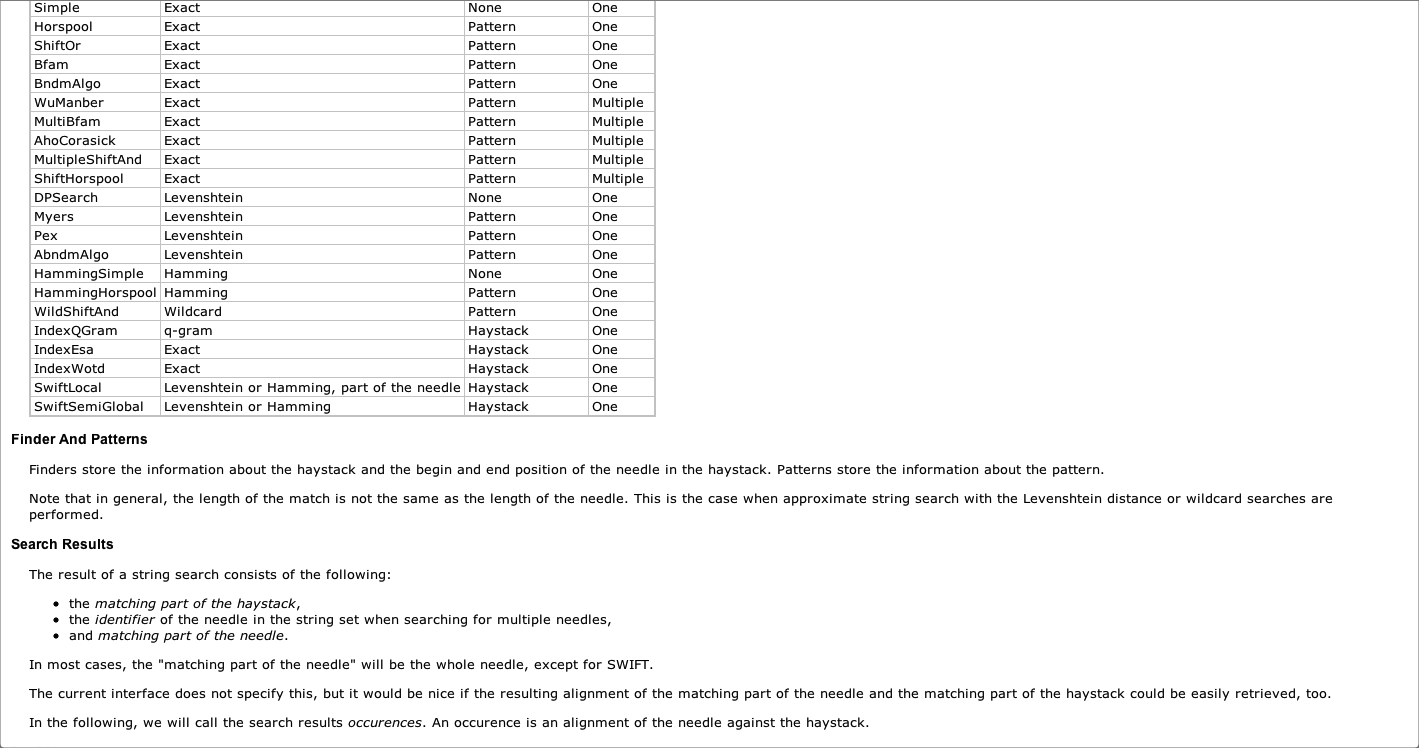 Simple Exact None One
Horspool Exact Pattern One
ShiftOr Exact Pattern One
Bfam Exact Pattern One
BndmAlgo Exact Pattern One
WuManber Exact Pattern Multiple
MultiBfam Exact Pattern Multiple
AhoCorasick Exact Pattern Multiple
MultipleShiftAnd Exact Pattern Multiple
ShiftHorspool Exact Pattern Multiple
DPSearch Levenshtein None One
Myers Levenshtein Pattern One
Pex Levenshtein Pattern One
AbndmAlgo Levenshtein Pattern One
HammingSimple Hamming None One
HammingHorspool Hamming Pattern One
WildShiftAnd Wildcard Pattern One
IndexQGram q-gram Haystack One
IndexEsa Exact Haystack One
IndexWotd Exact Haystack One
SwiftLocal Levenshtein or Hamming, part of the needle Haystack One
SwiftSemiGlobal Levenshtein or Hamming Haystack One
Finder And Patterns
Finders store the information about the haystack and the begin and end position of the needle in the haystack. Patterns store the information about the pattern.
Note that in general, the length of the match is not the same as the length of the needle. This is the case when approximate string search with the Levenshtein distance or wildcard searches are
performed.
Search Results
The result of a string search consists of the following:
• the matching part of the haystack,
• the identifier of the needle in the string set when searching for multiple needles,
• and matching part of the needle.
In most cases, the "matching part of the needle" will be the whole needle, except for SWIFT.
The current interface does not specify this, but it would be nice if the resulting alignment of the matching part of the needle and the matching part of the haystack could be easily retrieved, too.
In the following, we will call the search results occurences. An occurence is an alignment of the needle against the haystack.